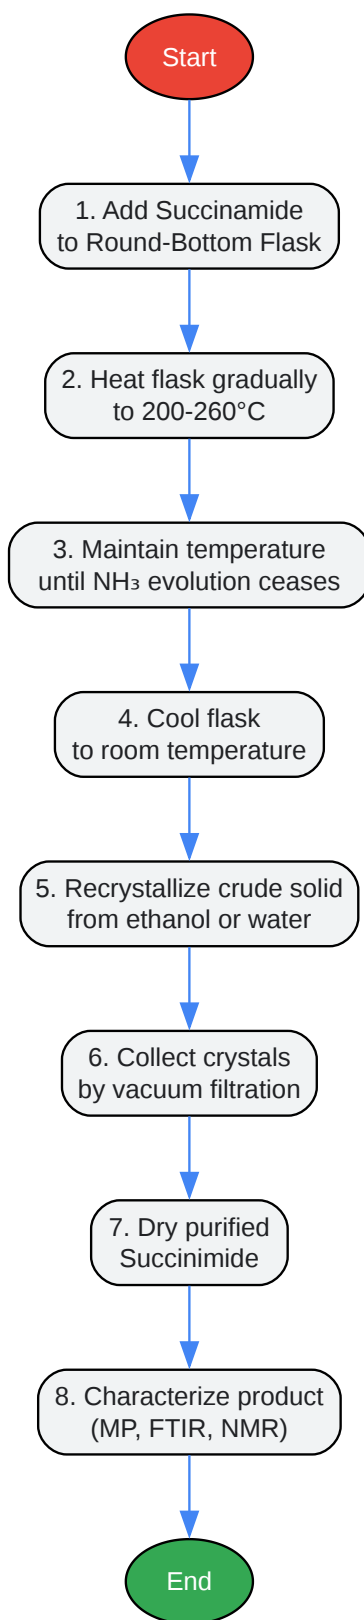 Start
1. Add Succinamide
to Round-Bottom Flask
2. Heat flask gradually
to 200-260°C
3. Maintain temperature
until NH₃ evolution ceases
4. Cool flask
to room temperature
5. Recrystallize crude solid
from ethanol or water
6. Collect crystals
by vacuum filtration
7. Dry purified
Succinimide
8. Characterize product
(MP, FTIR, NMR)
End